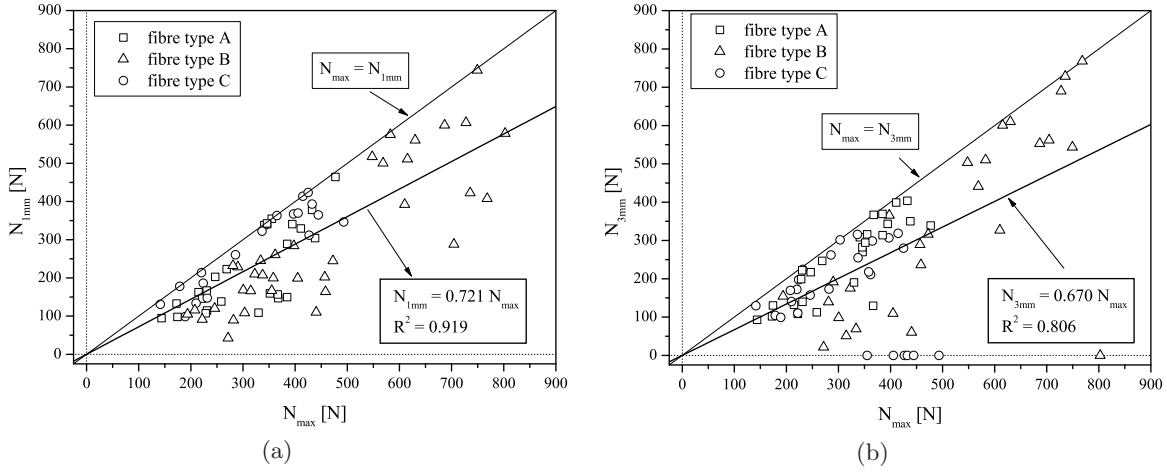 900
800
700
600
500
400
300
200
100
0
N1mm [N]
fibre type A
fibre type B
fibre type C
Nmax = N1mm
N1mm = 0.721 Nmax
R² = 0.919
0 100 200 300 400 500 600 700 800 900
Nmax [N]
(a)
900
800
700
600
500
400
300
200
100
0
N3mm [N]
fibre type A
fibre type B
fibre type C
Nmax = N3mm
N3mm = 0.670 Nmax
R² = 0.806
0 100 200 300 400 500 600 700 800 900
Nmax [N]
(b)